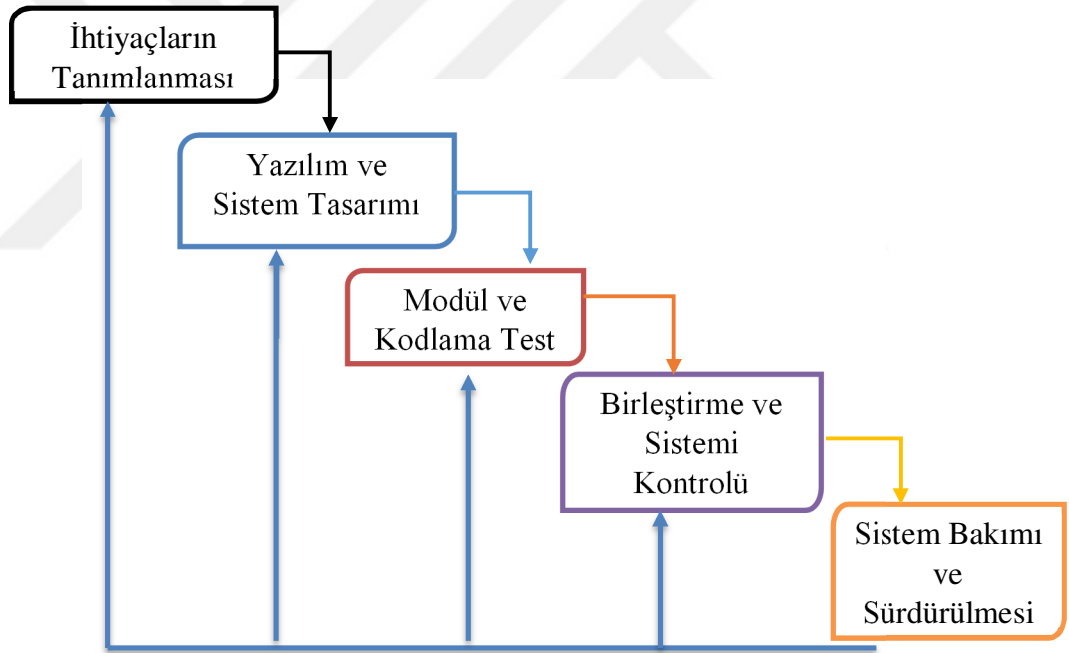 İhtiyaçların
Tanımlanması
Yazılım ve
Sistem Tasarımı
Modül ve
Kodlama Test
Birleştirme ve
Sistemi
Kontrolü
Sistem Bakımı
ve
Sürdürülmesi